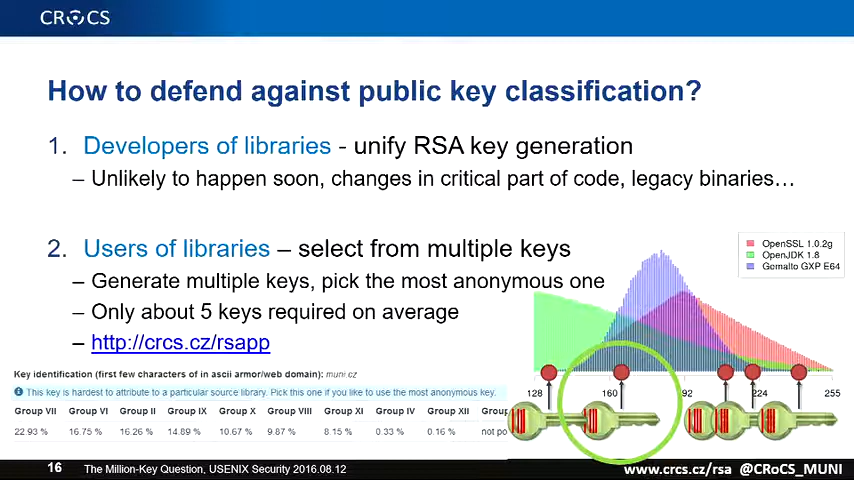 CRCS
How to defend against public key classification?
1. Developers of libraries - unify RSA key generation
– Unlikely to happen soon, changes in critical part of code, legacy binaries…
2. Users of libraries – select from multiple keys
– Generate multiple keys, pick the most anonymous one
– Only about 5 keys required on average
– http://crcs.cz/rsapp
OpenSSL 1.0.2g
OpenJDK 1.8
Gemalto GXP E64
128 160 92 224 255
Key identification (first few characters of in ascii armor/web domain): muni.cz
This key is hardest to attribute to a particular source library. Pick this one if you like to use the most anonymous key.
Group VII Group VI Group II Group IX Group X Group VIII Group XI Group IV Group XII Group
22.93 % 16.75 % 16.26 % 14.89 % 10.67 % 9.87 % 8.15 % 0.33 % 0.16 % not po
16 The Million-Key Question, USENIX Security 2016.08.12 www.crcs.cz/rsa @CRoCS_MUNI